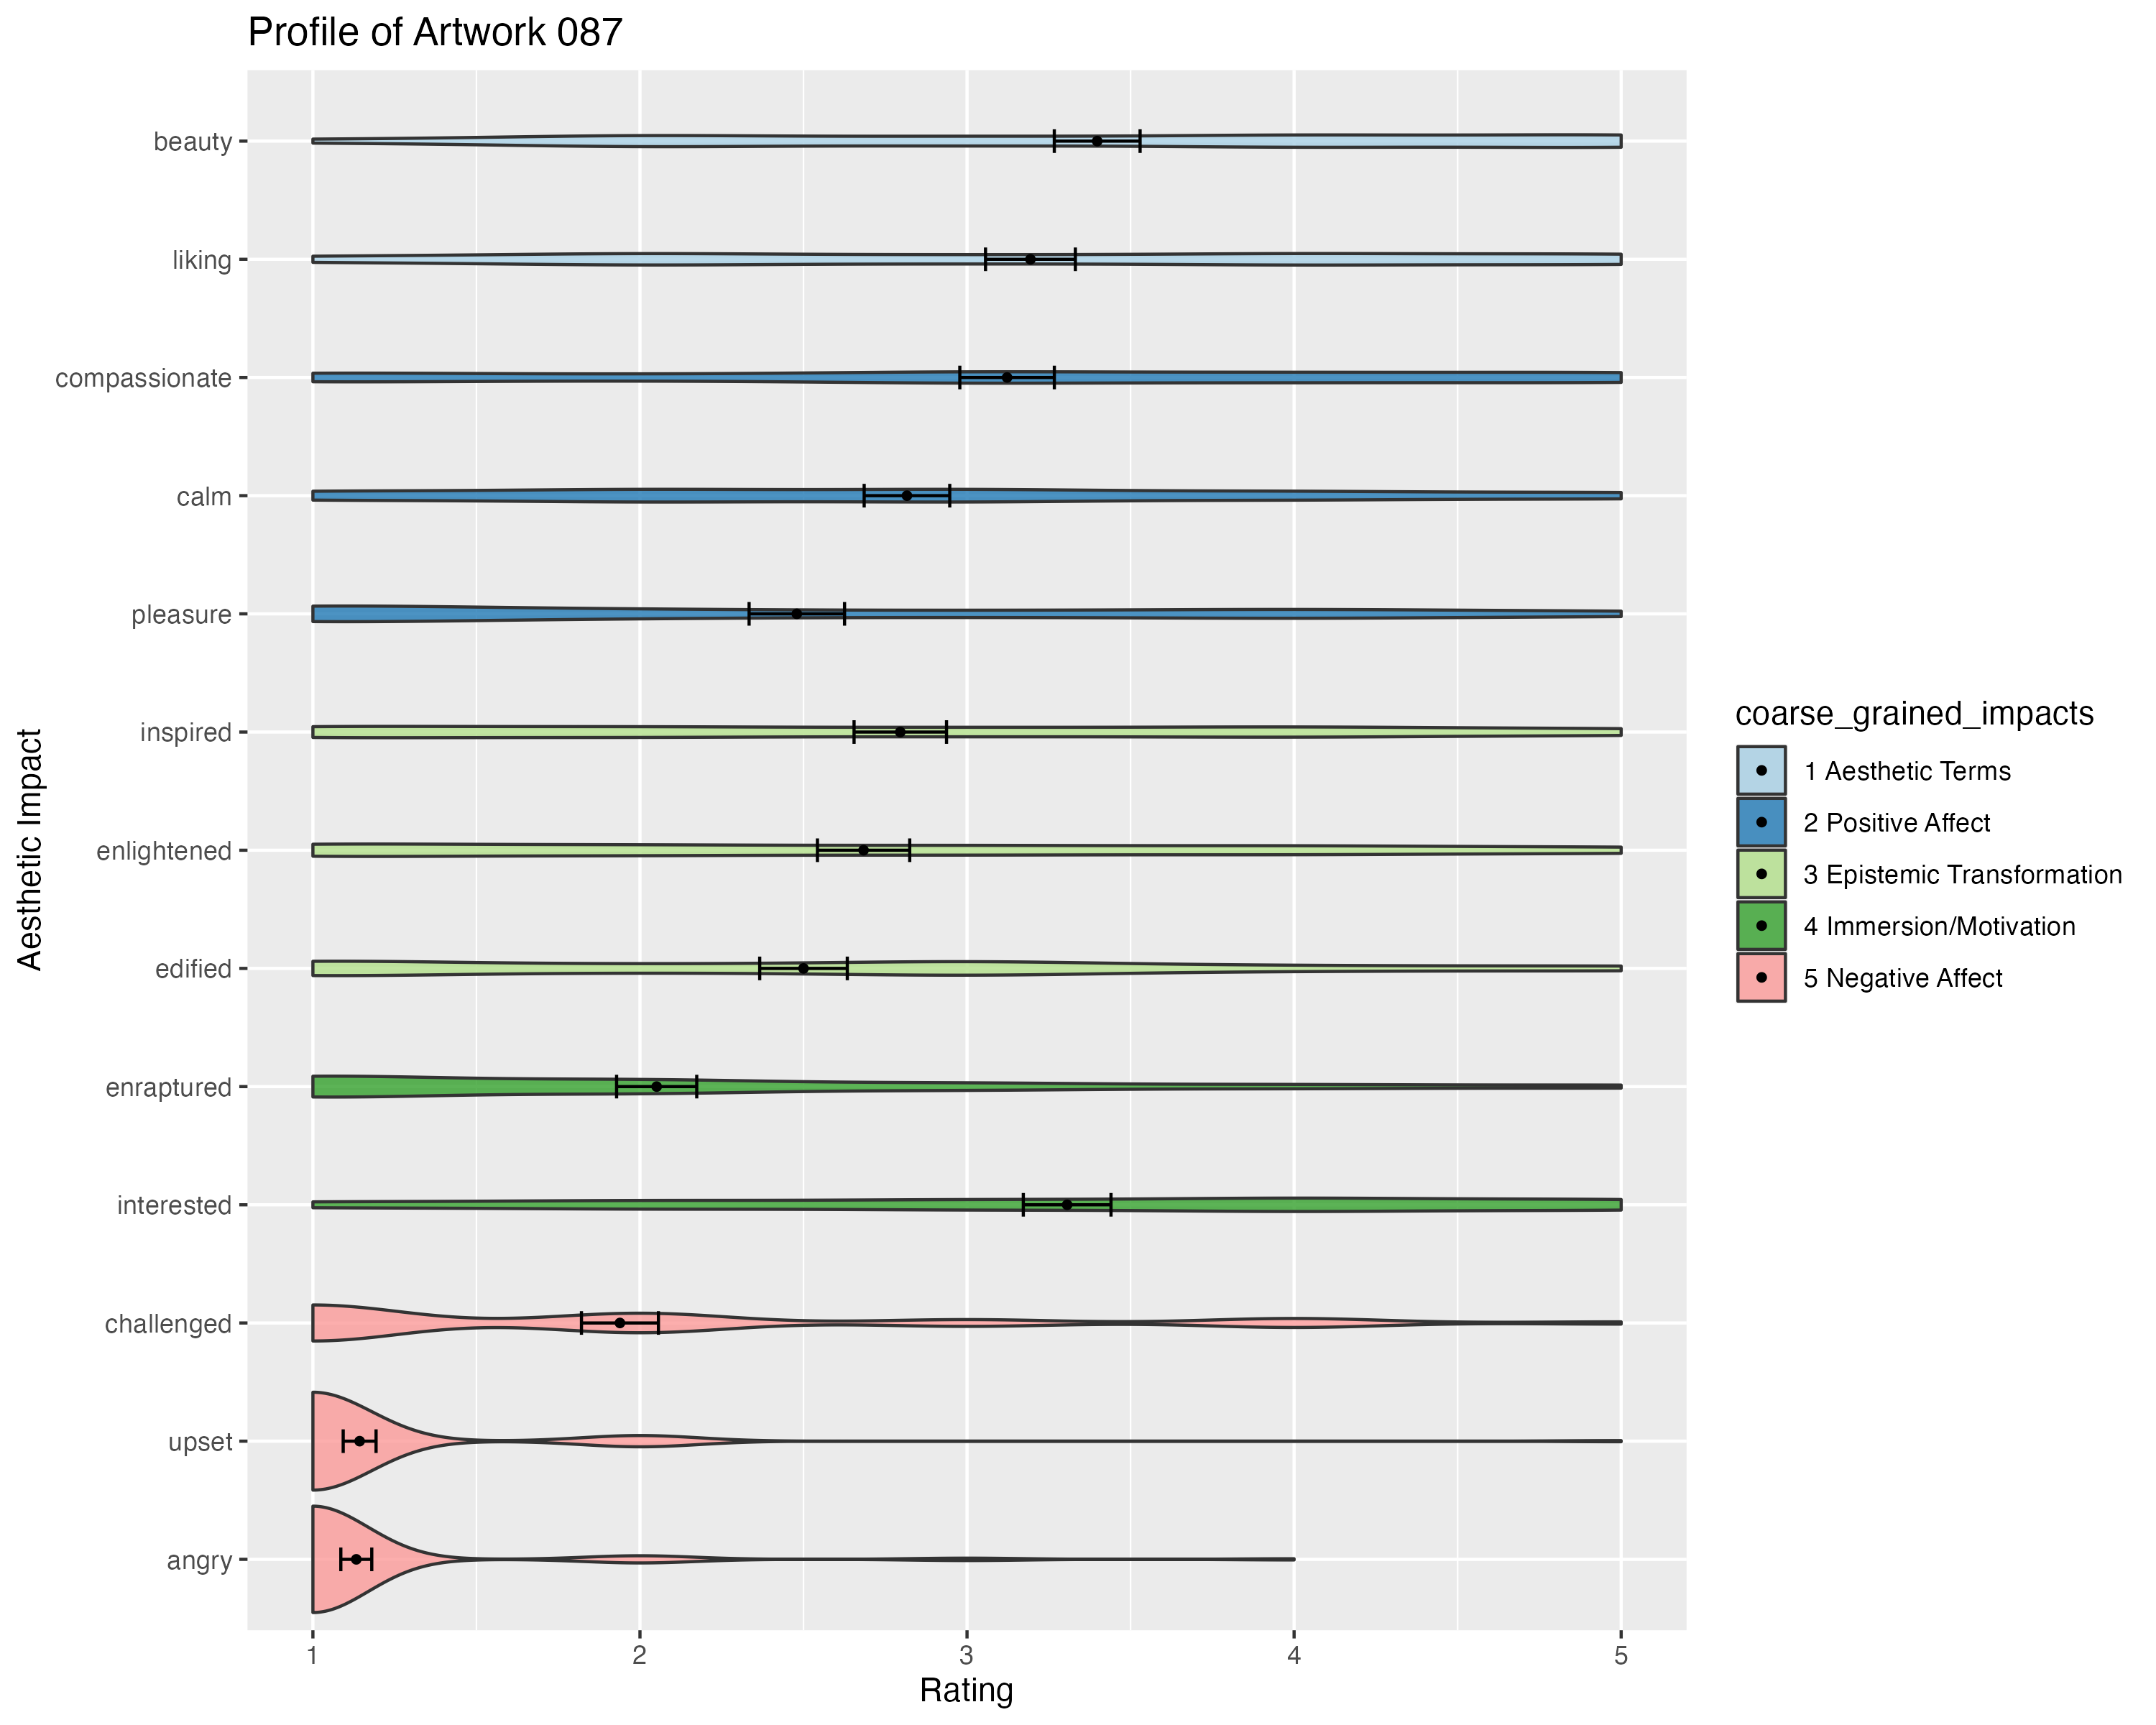 Profile of Artwork 087
beauty
liking
compassionate
calm
pleasure
inspired
enlightened
edified
enraptured
interested
challenged
upset
angry
Aesthetic Impact
1 2 3 4 5
Rating
coarse_grained_impacts
1 Aesthetic Terms
2 Positive Affect
3 Epistemic Transformation
4 Immersion/Motivation
5 Negative Affect